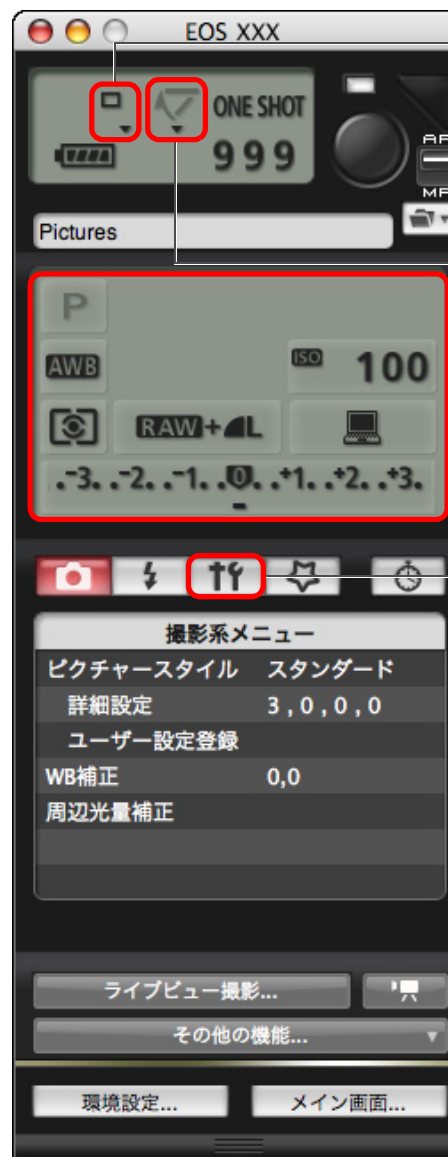 EOS XXX
ONE SHOT
999
AF
MF
Pictures
P
AWB
ISO 100
RAW+L
.-3. .-2. .-1. .0. .+1. .+2. .+3.
撮影系メニュー
ピクチャースタイル スタンダード
詳細設定 3,0,0,0
ユーザー設定登録
WB補正 0,0
周辺光量補正
ライブビュー撮影...
その他の機能...
環境設定... メイン画面...